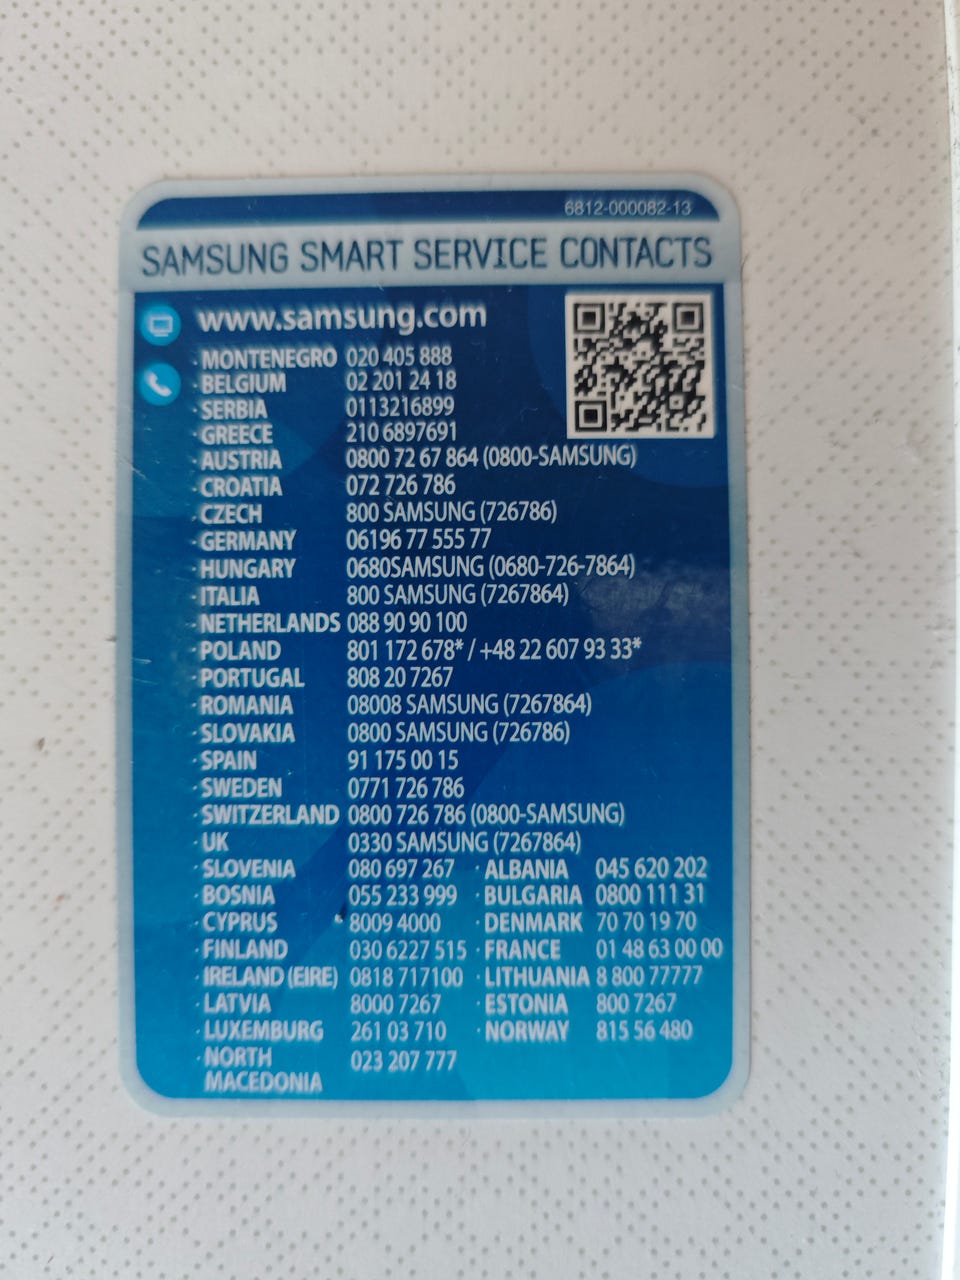 6812-000082-13
SAMSUNG SMART SERVICE CONTACTS
www.samsung.com
· MONTENEGRO 020 405 888
· BELGIUM 02 201 24 18
· SERBIA 0113216899
· GREECE 210 6897691
· AUSTRIA 0800 72 67 864 (0800-SAMSUNG)
· CROATIA 072 726 786
· CZECH 800 SAMSUNG (726786)
· GERMANY 06196 77 555 77
· HUNGARY 0680SAMSUNG (0680-726-7864)
· ITALIA 800 SAMSUNG (7267864)
· NETHERLANDS 088 90 90 100
· POLAND 801 172 678* / +48 22 607 93 33*
· PORTUGAL 808 20 7267
· ROMANIA 08008 SAMSUNG (7267864)
· SLOVAKIA 0800 SAMSUNG (726786)
· SPAIN 91 175 00 15
· SWEDEN 0771 726 786
· SWITZERLAND 0800 726 786 (0800-SAMSUNG)
· UK 0330 SAMSUNG (7267864)
· SLOVENIA 080 697 267 · ALBANIA 045 620 202
· BOSNIA 055 233 999 · BULGARIA 0800 111 31
· CYPRUS 8009 4000 · DENMARK 70 70 19 70
· FINLAND 030 6227 515 · FRANCE 01 48 63 00 00
· IRELAND (EIRE) 0818 717100 · LITHUANIA 8 800 77777
· LATVIA 8000 7267 · ESTONIA 800 7267
· LUXEMBURG 261 03 710 · NORWAY 815 56 480
· NORTH 023 207 777
MACEDONIA